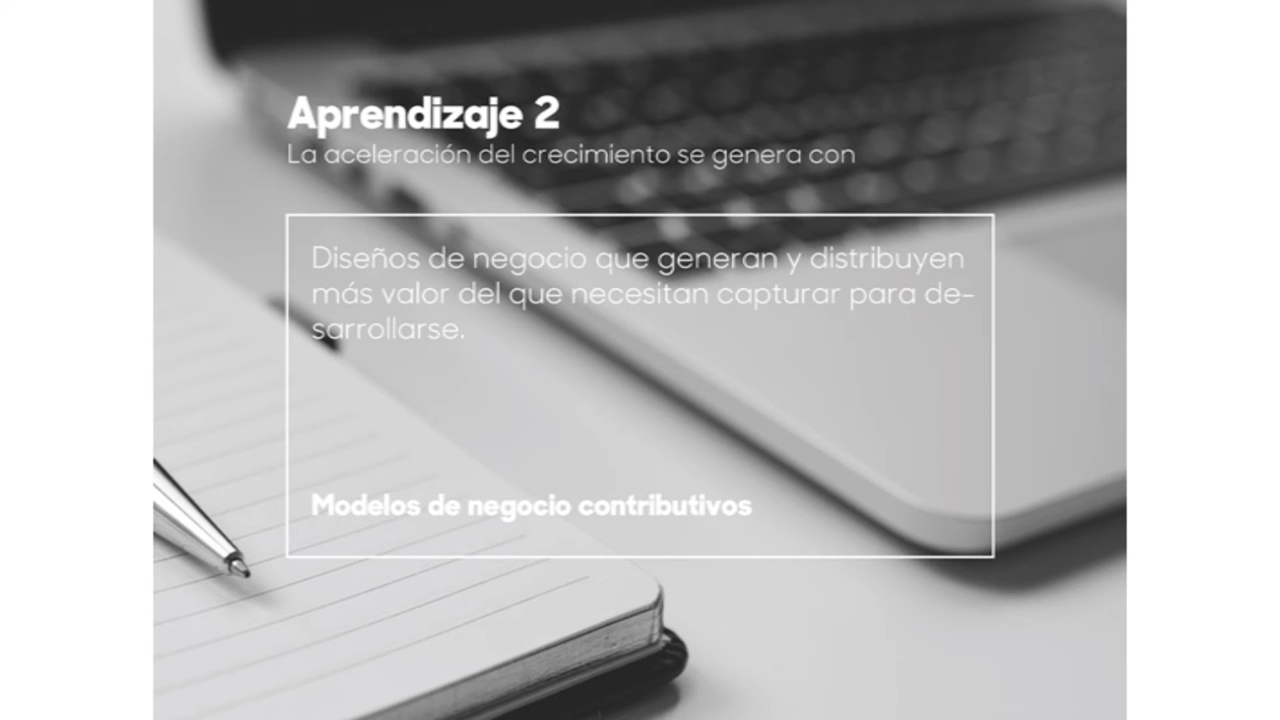 Aprendizaje 2
La aceleración del crecimiento se genera con
Diseños de negocio que generan y distribuyen
más valor del que necesitan capturar para de-
sarrollarse.
Modelos de negocio contributivos